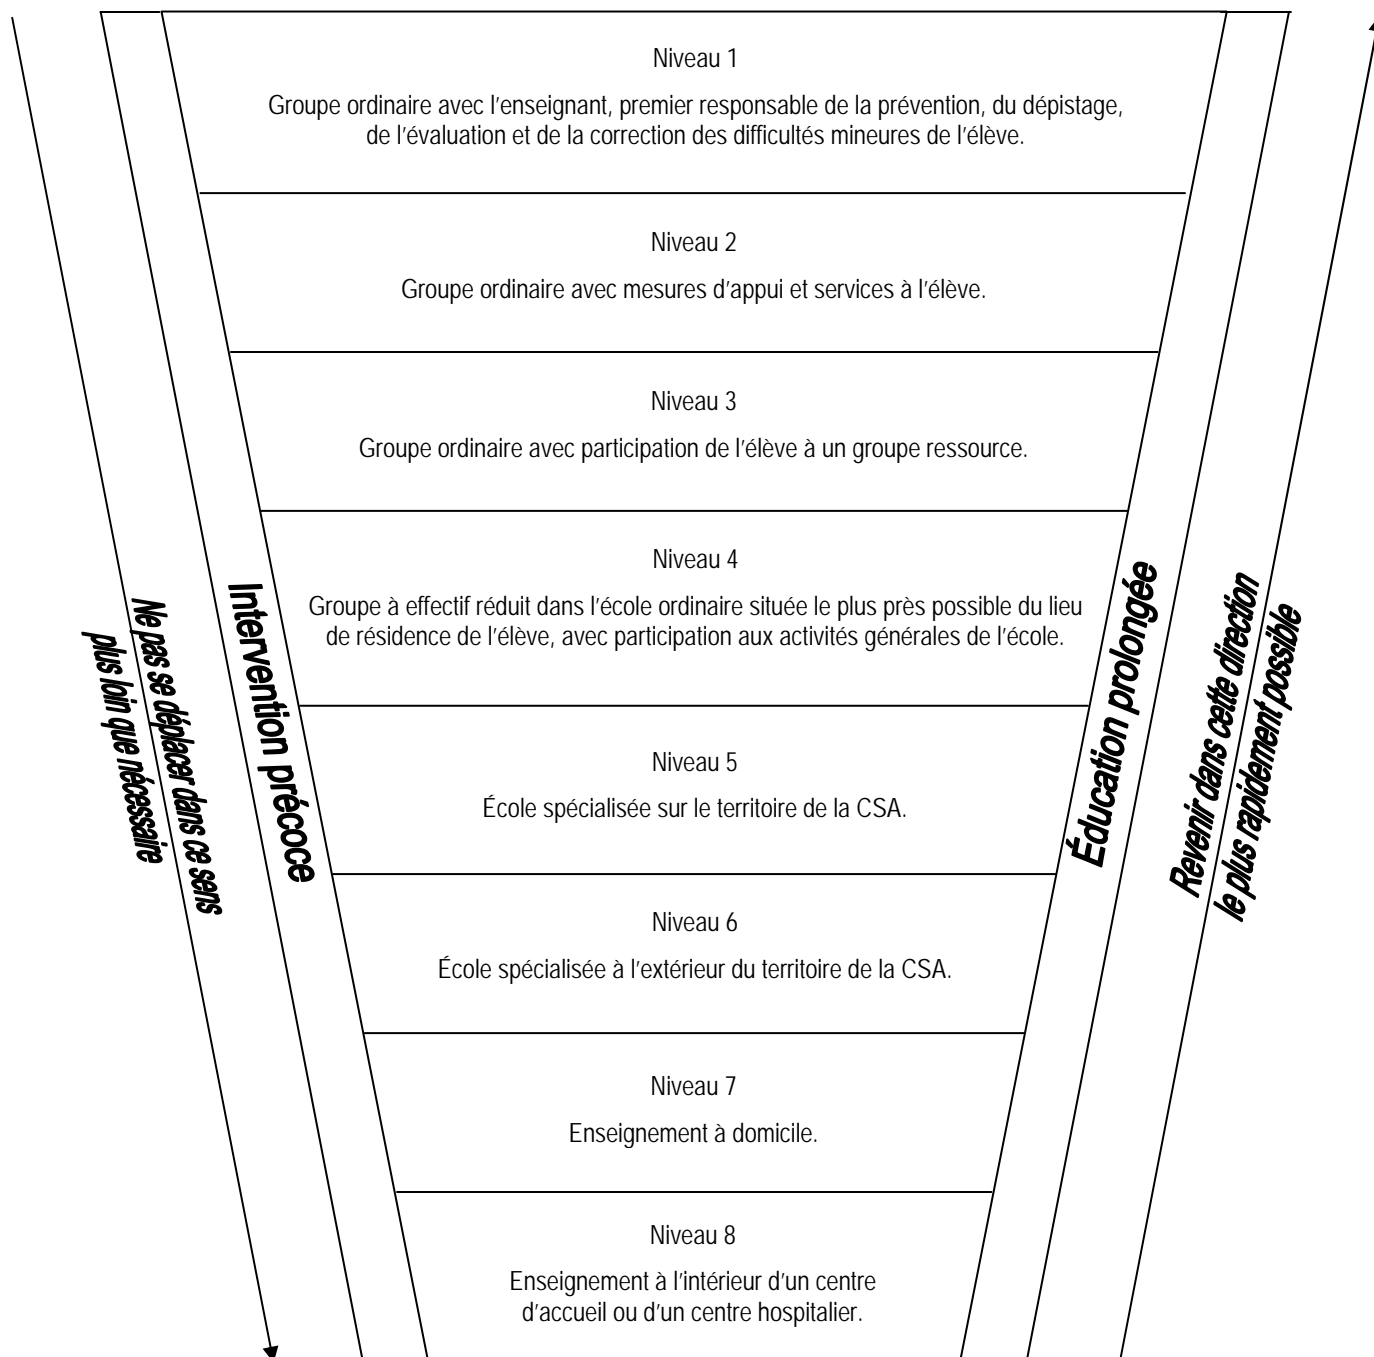 Niveau 1
Groupe ordinaire avec l'enseignant, premier responsable de la prévention, du dépistage,
de l'évaluation et de la correction des difficultés mineures de l'élève.
Niveau 2
Groupe ordinaire avec mesures d'appui et services à l'élève.
Niveau 3
Groupe ordinaire avec participation de l'élève à un groupe ressource.
Niveau 4
Groupe à effectif réduit dans l'école ordinaire située le plus près possible du lieu
de résidence de l'élève, avec participation aux activités générales de l'école.
Niveau 5
École spécialisée sur le territoire de la CSA.
Niveau 6
École spécialisée à l'extérieur du territoire de la CSA.
Niveau 7
Enseignement à domicile.
Niveau 8
Enseignement à l'intérieur d'un centre
d'accueil ou d'un centre hospitalier.
Ne pas se déplacer dans ce sens
plus loin que nécessaire
Intervention précoce
Éducation prolongée
Revenir dans cette direction
le plus rapidement possible